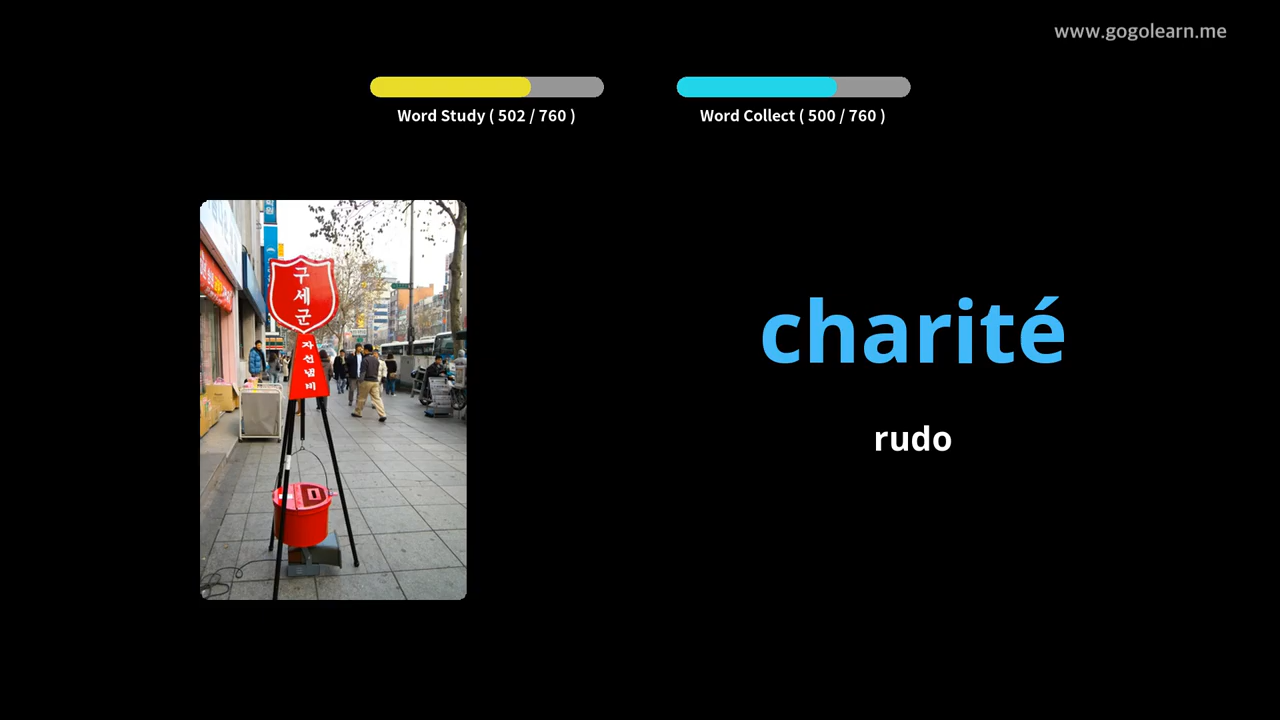 www.gogolearn.me
Word Study ( 502 / 760 )
Word Collect ( 500 / 760 )
구
세
군
자
선
냄
비
charité
rudo